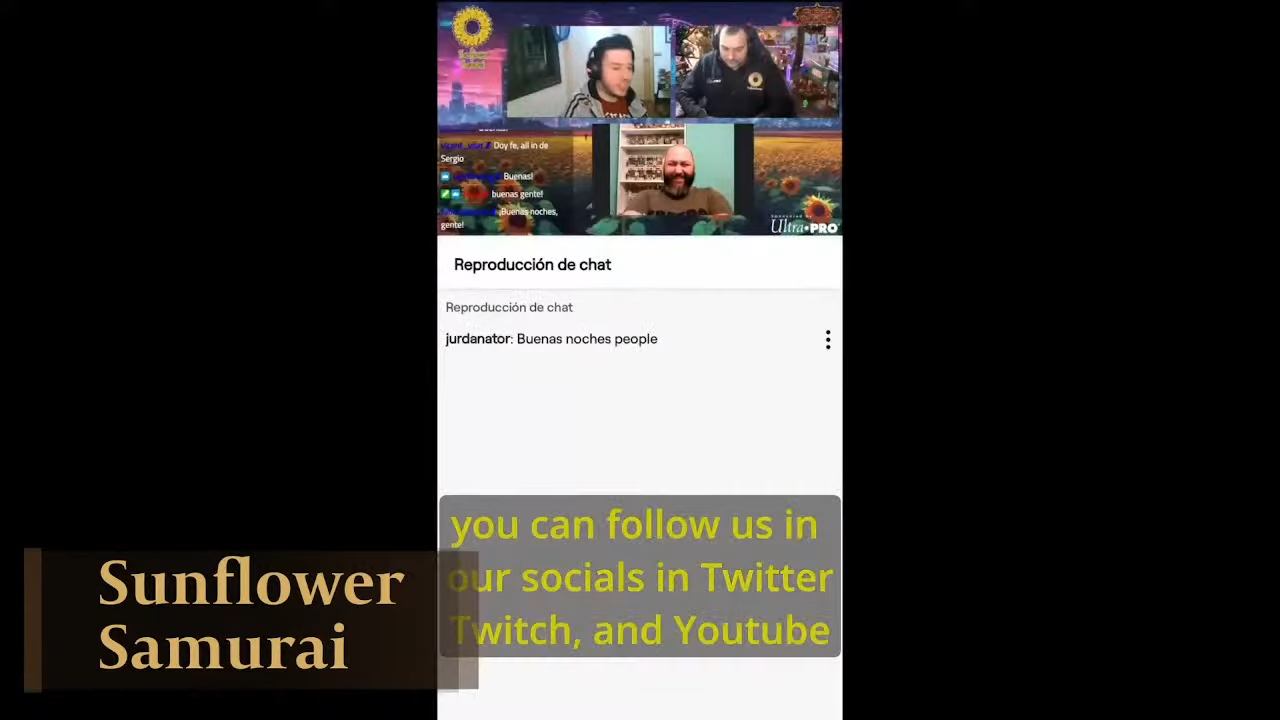 Doy fe, all in de
Sergio
Buenas!
buenas gente!
¡Buenas noches,
gente!
Sponsored by
Ultra•PRO
Reproducción de chat
Reproducción de chat
jurdanator: Buenas noches people
you can follow us in
our socials in Twitter
Twitch, and Youtube
Sunflower
Samurai